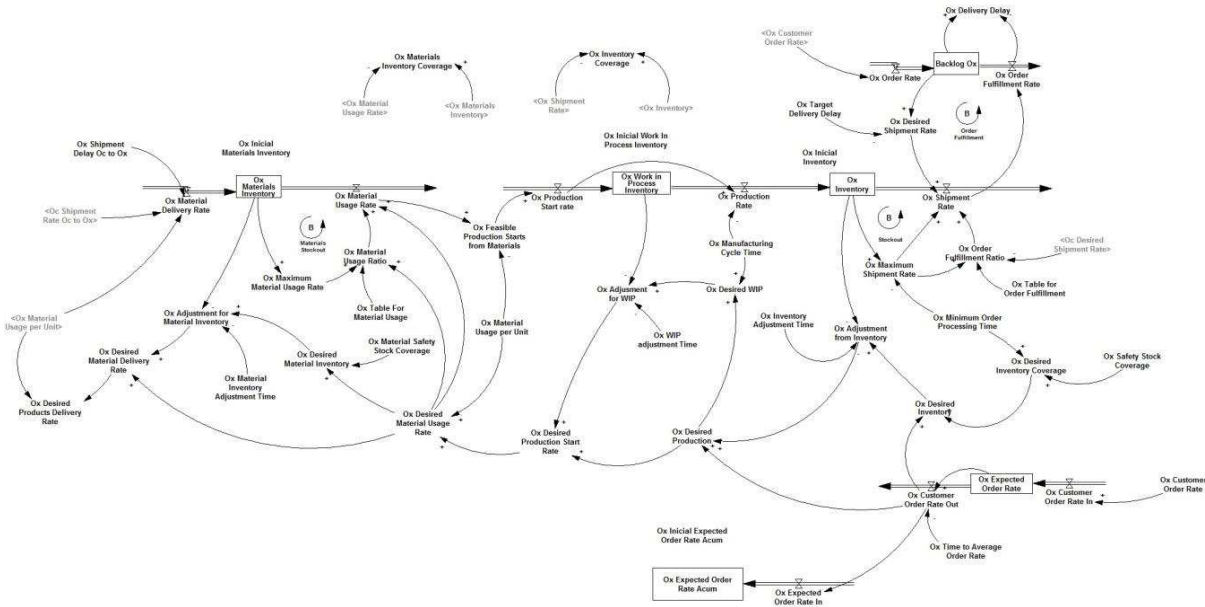 Ox Delivery Delay
<Ox Customer
Order Rate>
Backlog Ox
Ox Order Rate
Ox Order
Fulfillment Rate
Ox Materials
Inventory Coverage
<Ox Material
Usage Rate>
<Ox Materials
Inventory>
Ox Inventory
Coverage
<Ox Shipment
Rate>
<Ox Inventory>
Ox Target
Delivery Delay
Ox Desired
Shipment Rate
B
Order
Fulfillment
Ox Shipment
Delay Oc to Ox
Ox Inicial
Materials Inventory
Ox Inicial Work In
Process Inventory
Ox Inicial
Inventory
Ox
Materials
Inventory
Ox Material
Delivery Rate
Ox Material
Usage Rate
Ox Production
Start rate
Ox Work in
Process
Inventory
Ox Production
Rate
Ox
Inventory
Ox Shipment
Rate
<Oc Shipment
Rate Oc to Ox>
B
Materials
Stockout
Ox Feasible
Production Starts
from Materials
Ox Manufacturing
Cycle Time
B
Stockout
Ox Material
Usage Ratio
Ox Maximum
Material Usage Rate
Ox Maximum
Shipment Rate
Ox Order
Fulfillment Ratio
<Oc Desired
Shipment Rate>
Ox Table For
Material Usage
Ox Adjusment
for WIP
Ox Desired WIP
Ox Table for
Order Fulfillment
<Ox Material
Usage per Unit>
Ox Adjustment for
Material Inventory
Ox Material
Usage per Unit
Ox WIP
adjustment Time
Ox Inventory
Adjustment Time
Ox Adjustment
from Inventory
Ox Minimum Order
Processing Time
Ox Desired
Material Delivery
Rate
Ox Desired
Material Inventory
Ox Material Safety
Stock Coverage
Ox Desired
Inventory Coverage
Ox Safety Stock
Coverage
Ox Material
Inventory
Adjustment Time
Ox Desired
Products Delivery
Rate
Ox Desired
Material Usage
Rate
Ox Desired
Production Start
Rate
Ox Desired
Production
Ox Desired
Inventory
Ox Expected
Order Rate
Ox Customer
Order Rate Out
Ox Customer
Order Rate In
Ox Customer
Order Rate
Ox Inicial Expected
Order Rate Acum
Ox Time to Average
Order Rate
Ox Expected Order
Rate Acum
Ox Expected
Order Rate In